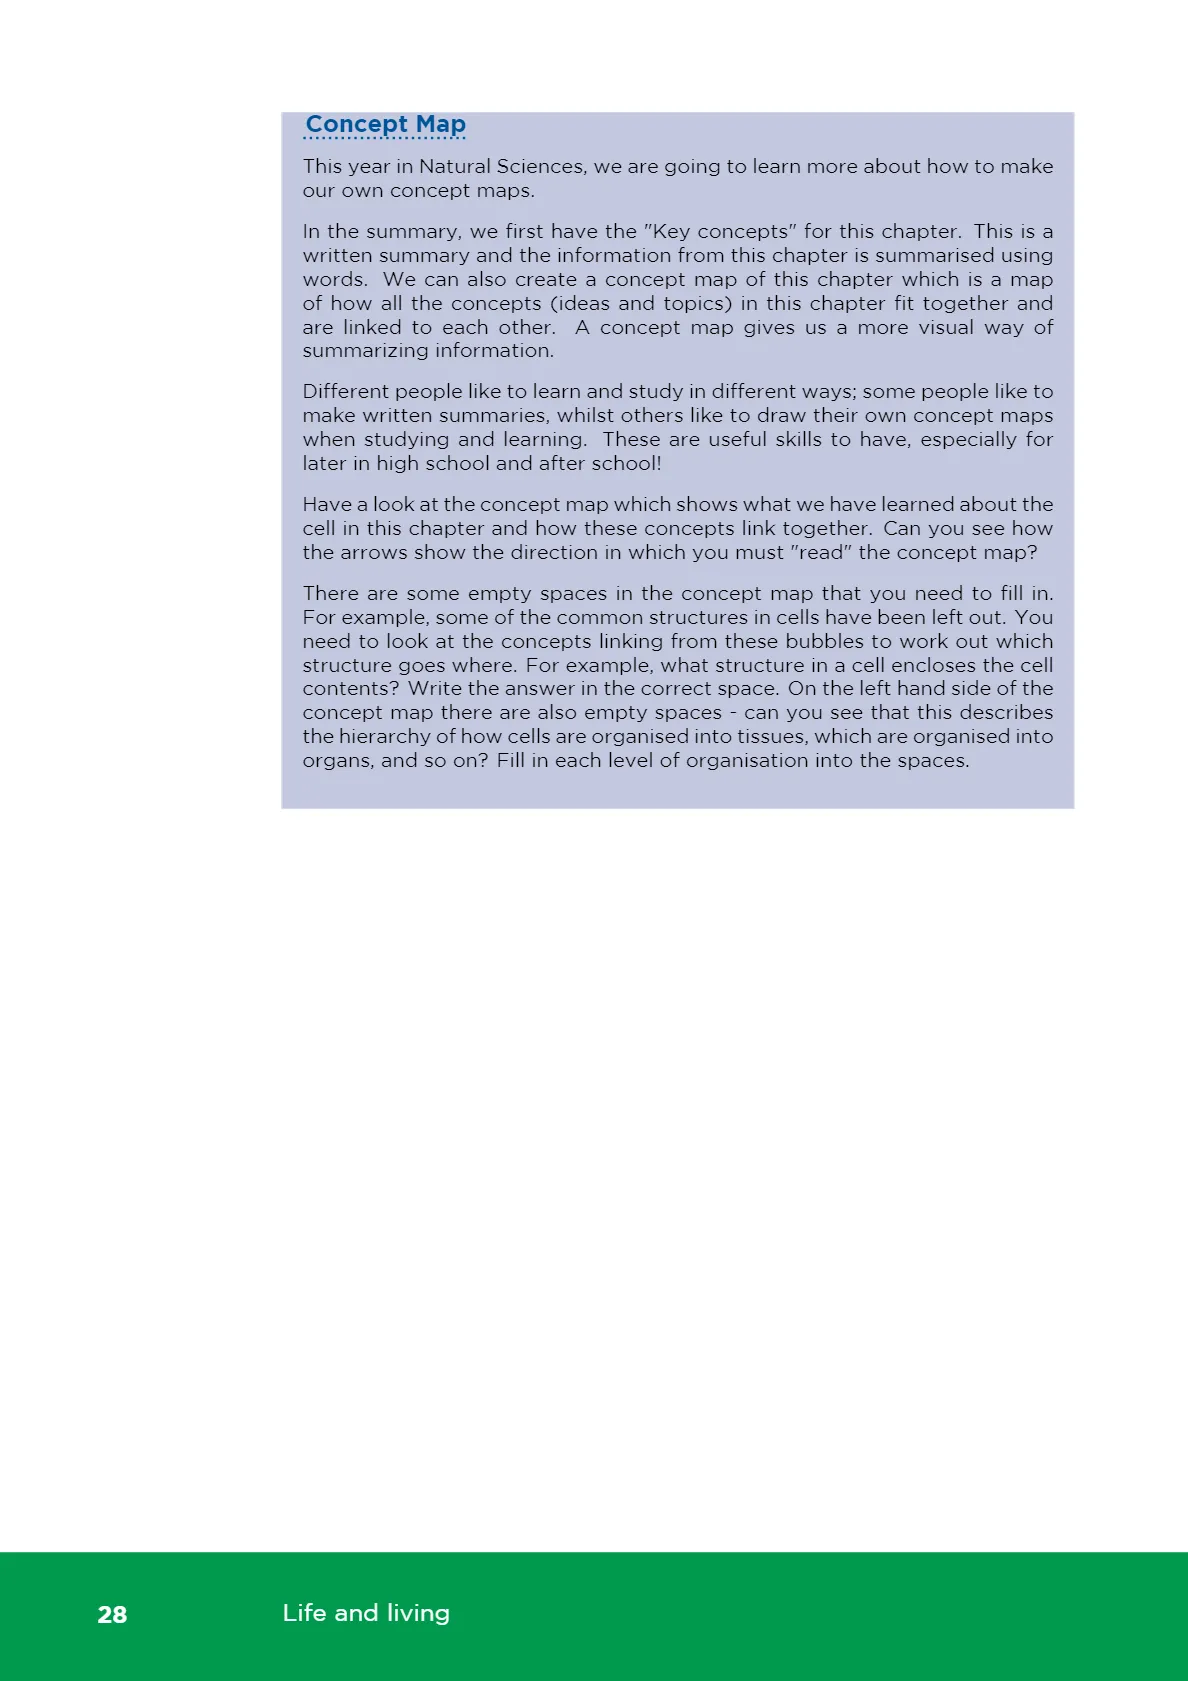 Concept Map
This year in Natural Sciences, we are going to learn more about how to make
our own concept maps.
In the summary, we first have the "Key concepts" for this chapter. This is a
written summary and the information from this chapter is summarised using
words. We can also create a concept map of this chapter which is a map
of how all the concepts (ideas and topics) in this chapter fit together and
are linked to each other. A concept map gives us a more visual way of
summarizing information.
Different people like to learn and study in different ways; some people like to
make written summaries, whilst others like to draw their own concept maps
when studying and learning. These are useful skills to have, especially for
later in high school and after school!
Have a look at the concept map which shows what we have learned about the
cell in this chapter and how these concepts link together. Can you see how
the arrows show the direction in which you must "read" the concept map?
There are some empty spaces in the concept map that you need to fill in.
For example, some of the common structures in cells have been left out. You
need to look at the concepts linking from these bubbles to work out which
structure goes where. For example, what structure in a cell encloses the cell
contents? Write the answer in the correct space. On the left hand side of the
concept map there are also empty spaces - can you see that this describes
the hierarchy of how cells are organised into tissues, which are organised into
organs, and so on? Fill in each level of organisation into the spaces.
28 Life and living